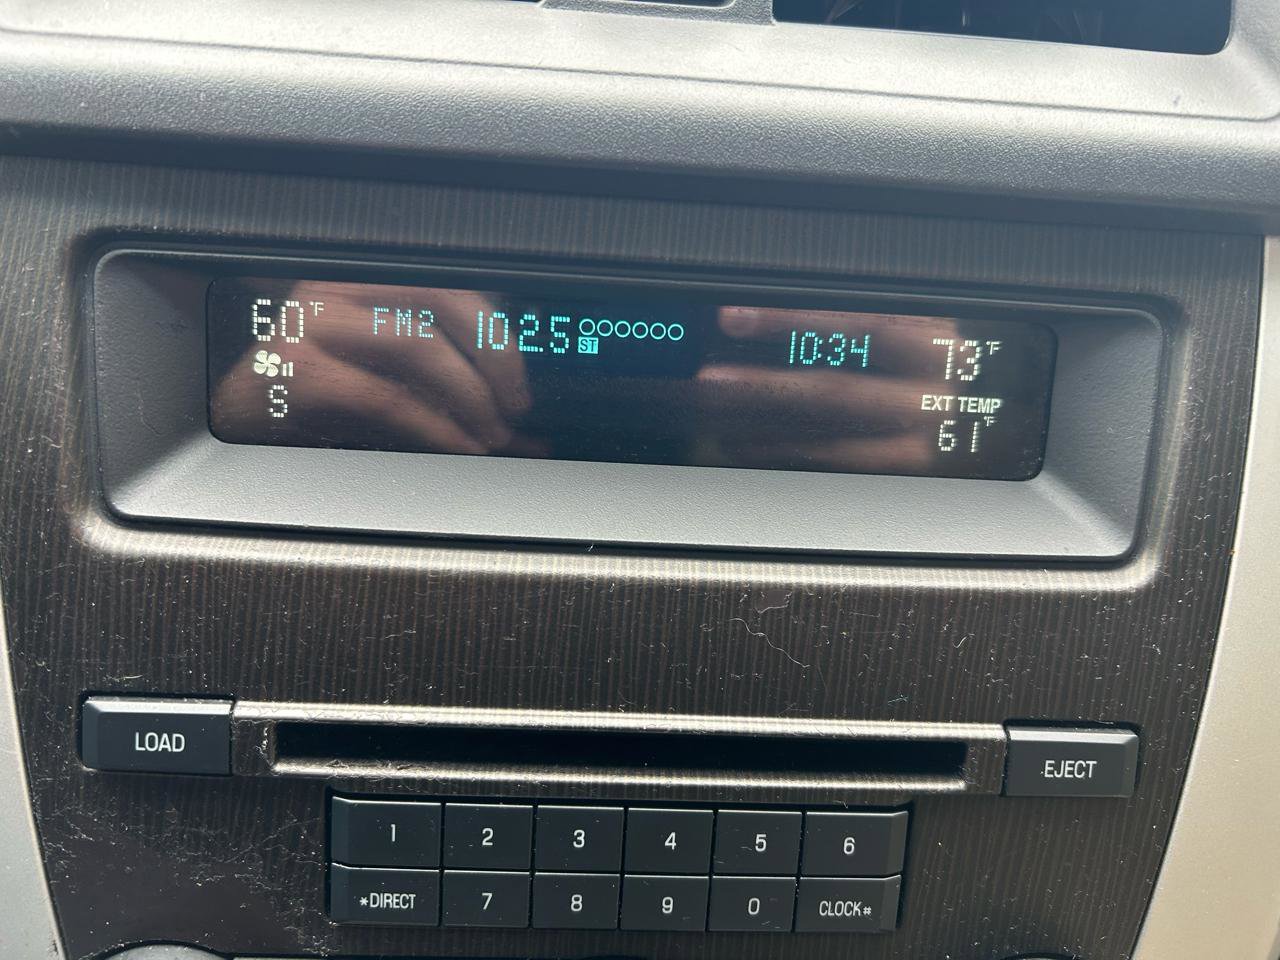 60°F FM2 102.5 ST 10:34 73°F
S EXT TEMP
61°F
LOAD EJECT
1 2 3 4 5 6
*DIRECT 7 8 9 0 CLOCK#